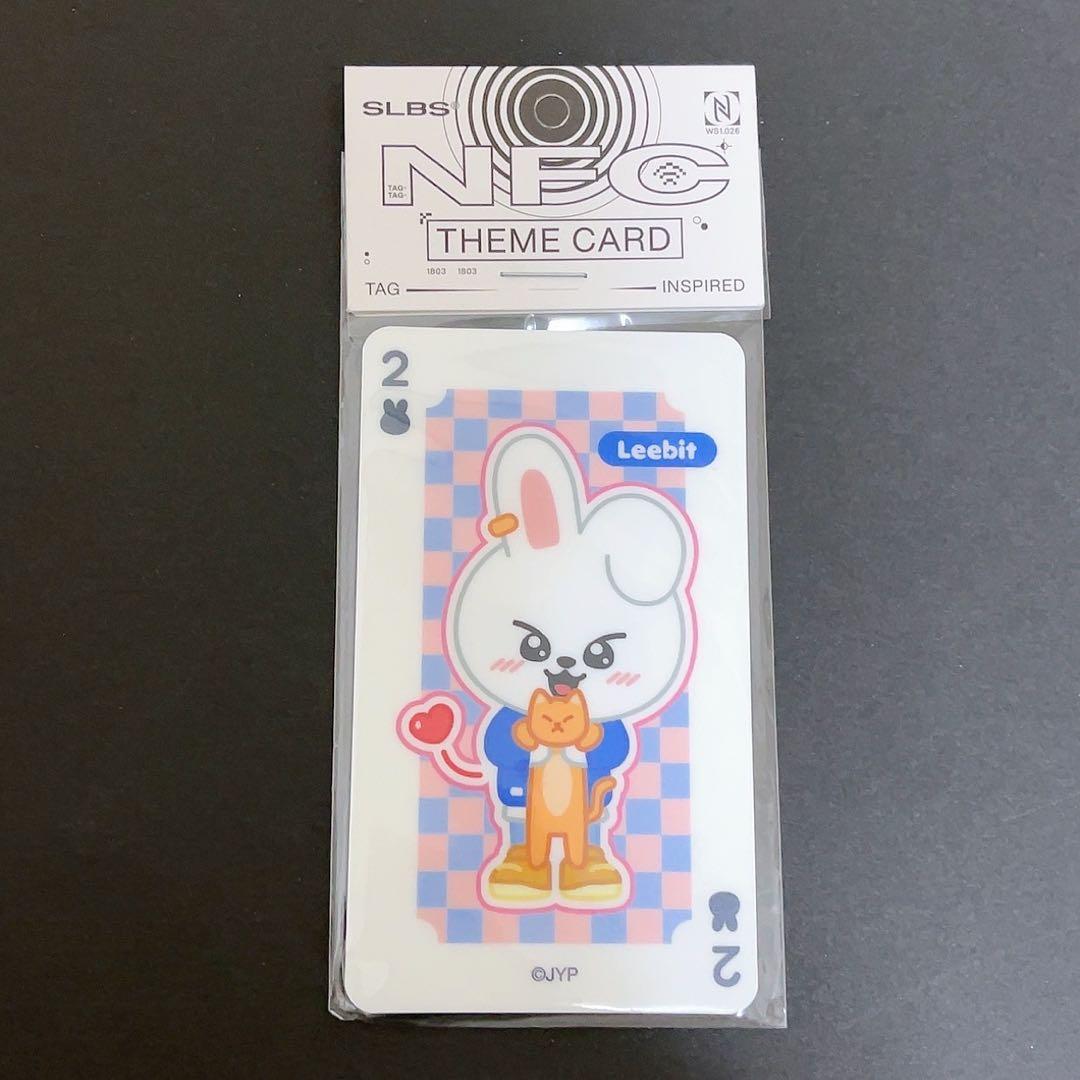 SLBS®
WS1.026
NFC
TAG-
TAG-
THEME CARD
1803 1803
TAG
INSPIRED
2
Leebit
©JYP
2